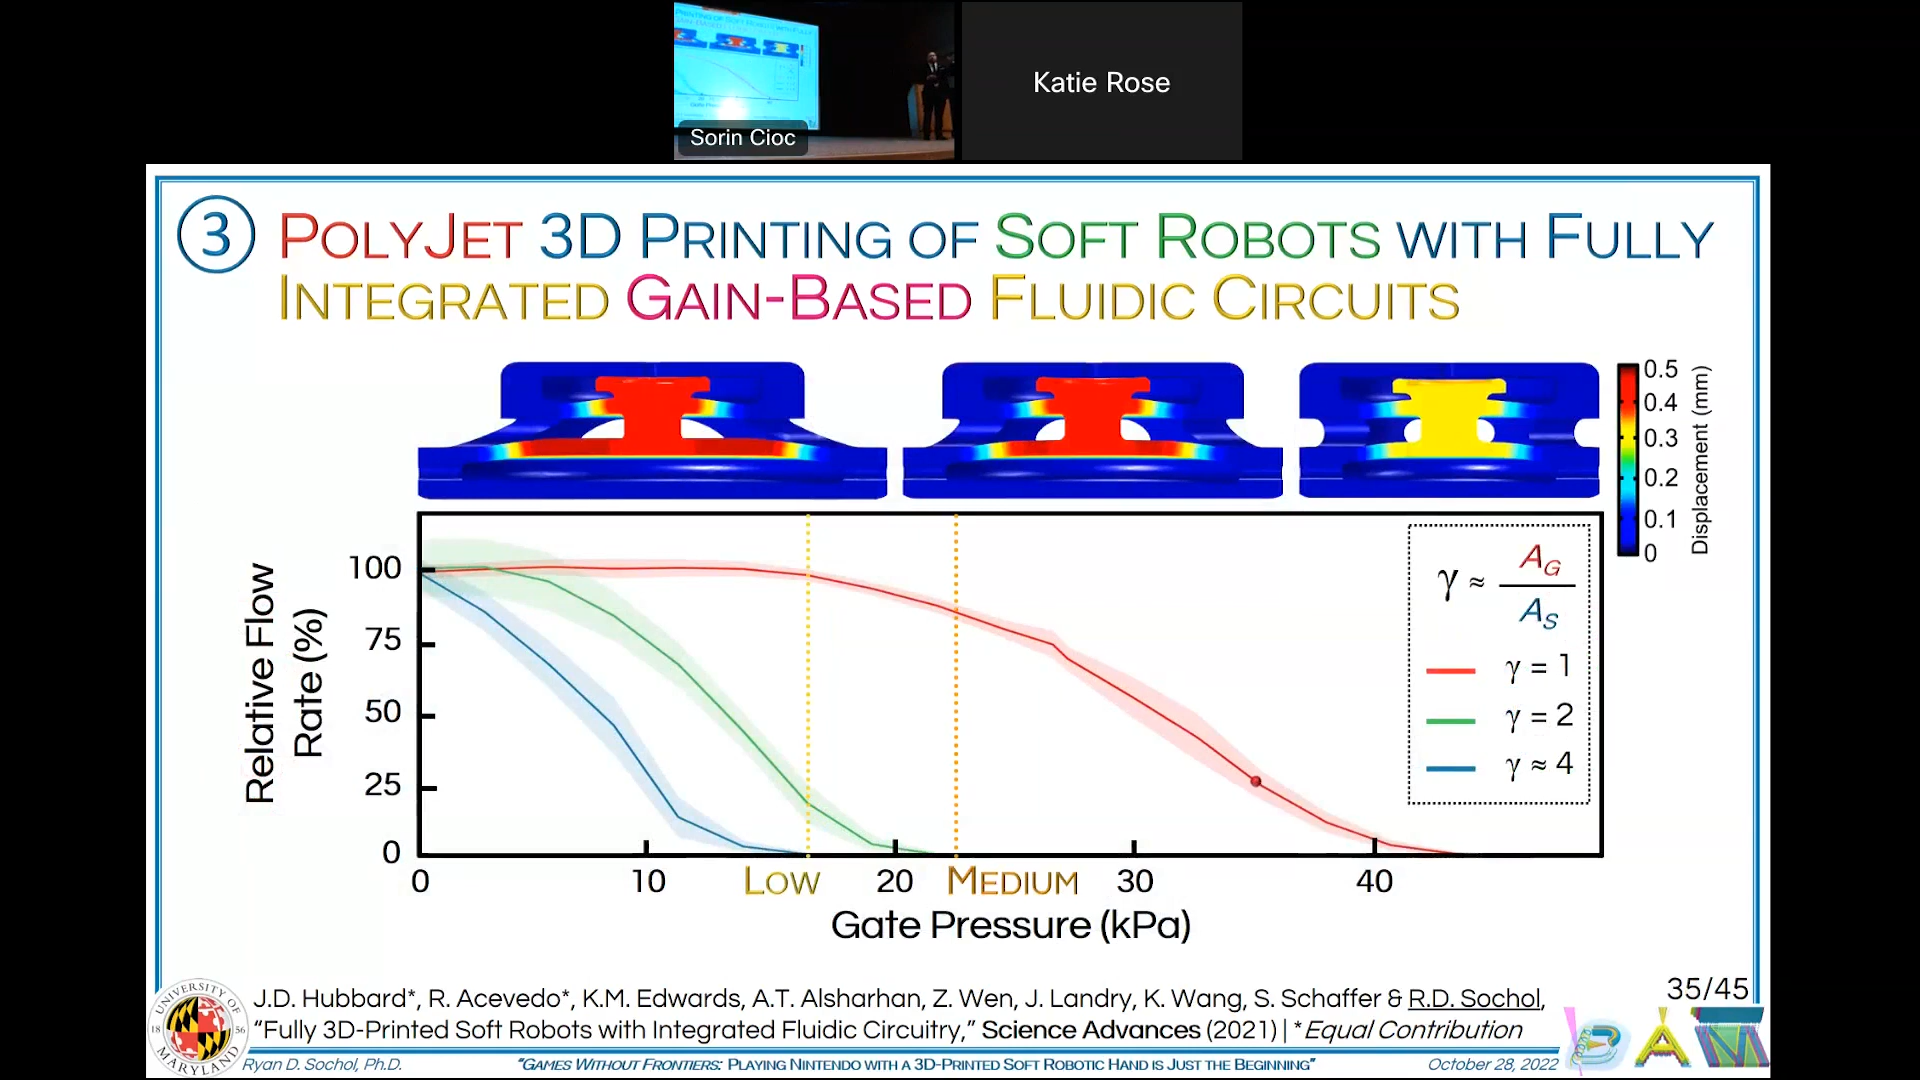 Sorin Cioc
Katie Rose
3 PolyJet 3D Printing of Soft Robots with Fully
Integrated Gain-Based Fluidic Circuits
0.5
0.4
0.3
0.2
0.1
0
Displacement (mm)
Relative Flow
Rate (%)
100
75
50
25
0
γ ≈ A_G / A_S
γ = 1
γ = 2
γ ≈ 4
0 10 Low 20 Medium 30 40
Gate Pressure (kPa)
35/45
J.D. Hubbard*, R. Acevedo*, K.M. Edwards, A.T. Alsharhan, Z. Wen, J. Landry, K. Wang, S. Schaffer & R.D. Sochol,
“Fully 3D-Printed Soft Robots with Integrated Fluidic Circuitry,” Science Advances (2021) | *Equal Contribution
UNIVERSITY OF
18 56
MARYLAND
Ryan D. Sochol, Ph.D.
“Games Without Frontiers: Playing Nintendo with a 3D-Printed Soft Robotic Hand is Just the Beginning”
October 28, 2022